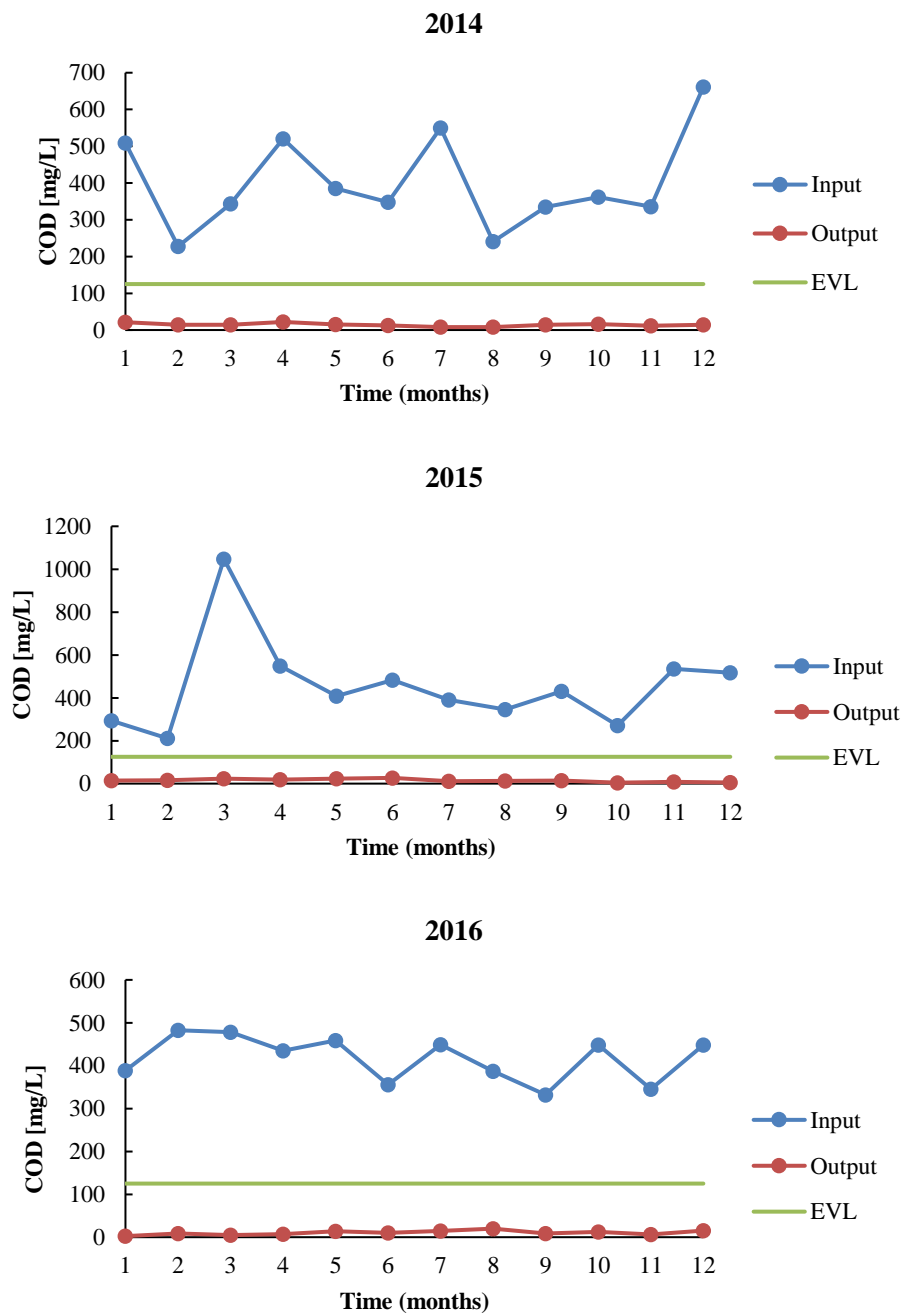 2014
700
600
500
400
300
200
100
0
COD [mg/L]
1 2 3 4 5 6 7 8 9 10 11 12
Time (months)
Input
Output
EVL
2015
1200
1000
800
600
400
200
0
COD [mg/L]
1 2 3 4 5 6 7 8 9 10 11 12
Time (months)
Input
Output
EVL
2016
600
500
400
300
200
100
0
COD [mg/L]
1 2 3 4 5 6 7 8 9 10 11 12
Time (months)
Input
Output
EVL